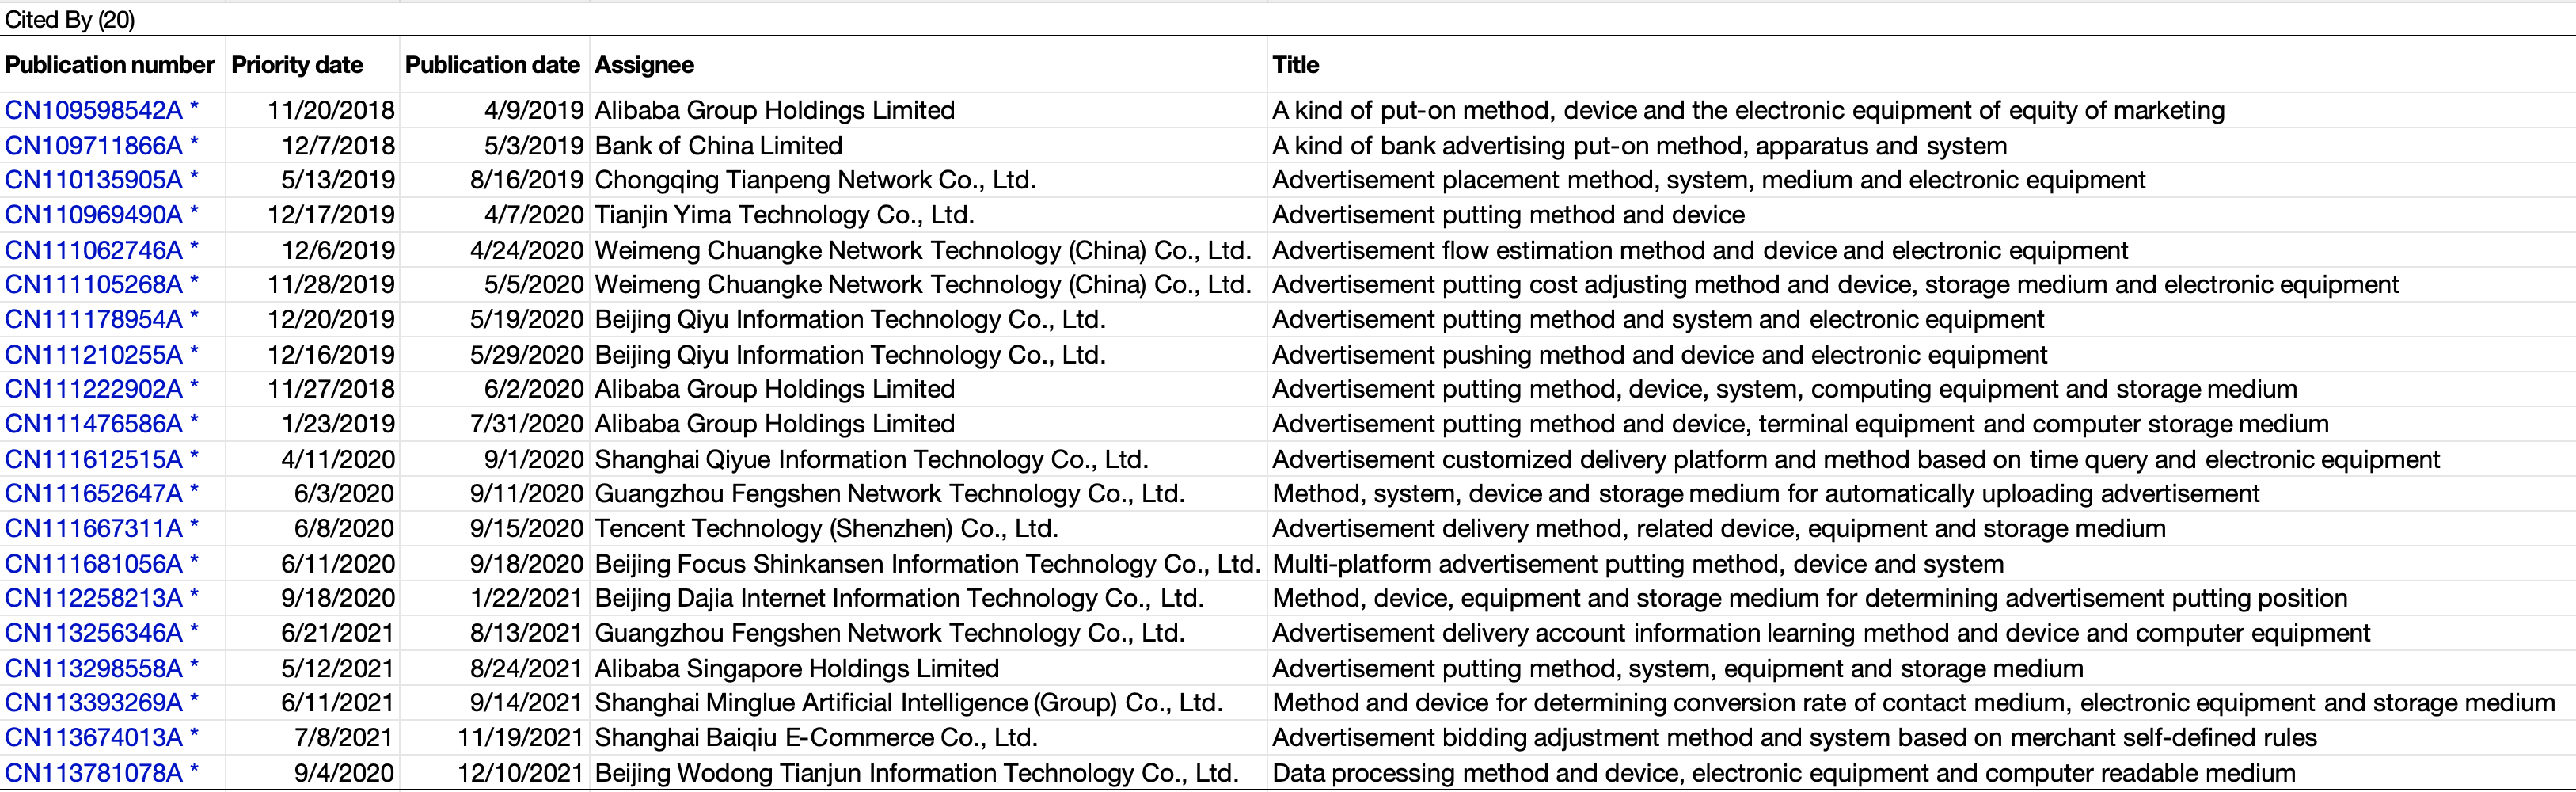 Cited By (20)
Publication number Priority date Publication date Assignee Title
CN109598542A * 11/20/2018 4/9/2019 Alibaba Group Holdings Limited A kind of put-on method, device and the electronic equipment of equity of marketing
CN109711866A * 12/7/2018 5/3/2019 Bank of China Limited A kind of bank advertising put-on method, apparatus and system
CN110135905A * 5/13/2019 8/16/2019 Chongqing Tianpeng Network Co., Ltd. Advertisement placement method, system, medium and electronic equipment
CN110969490A * 12/17/2019 4/7/2020 Tianjin Yima Technology Co., Ltd. Advertisement putting method and device
CN111062746A * 12/6/2019 4/24/2020 Weimeng Chuangke Network Technology (China) Co., Ltd. Advertisement flow estimation method and device and electronic equipment
CN111105268A * 11/28/2019 5/5/2020 Weimeng Chuangke Network Technology (China) Co., Ltd. Advertisement putting cost adjusting method and device, storage medium and electronic equipment
CN111178954A * 12/20/2019 5/19/2020 Beijing Qiyu Information Technology Co., Ltd. Advertisement putting method and system and electronic equipment
CN111210255A * 12/16/2019 5/29/2020 Beijing Qiyu Information Technology Co., Ltd. Advertisement pushing method and device and electronic equipment
CN111222902A * 11/27/2018 6/2/2020 Alibaba Group Holdings Limited Advertisement putting method, device, system, computing equipment and storage medium
CN111476586A * 1/23/2019 7/31/2020 Alibaba Group Holdings Limited Advertisement putting method and device, terminal equipment and computer storage medium
CN111612515A * 4/11/2020 9/1/2020 Shanghai Qiyue Information Technology Co., Ltd. Advertisement customized delivery platform and method based on time query and electronic equipment
CN111652647A * 6/3/2020 9/11/2020 Guangzhou Fengshen Network Technology Co., Ltd. Method, system, device and storage medium for automatically uploading advertisement
CN111667311A * 6/8/2020 9/15/2020 Tencent Technology (Shenzhen) Co., Ltd. Advertisement delivery method, related device, equipment and storage medium
CN111681056A * 6/11/2020 9/18/2020 Beijing Focus Shinkansen Information Technology Co., Ltd. Multi-platform advertisement putting method, device and system
CN112258213A * 9/18/2020 1/22/2021 Beijing Dajia Internet Information Technology Co., Ltd. Method, device, equipment and storage medium for determining advertisement putting position
CN113256346A * 6/21/2021 8/13/2021 Guangzhou Fengshen Network Technology Co., Ltd. Advertisement delivery account information learning method and device and computer equipment
CN113298558A * 5/12/2021 8/24/2021 Alibaba Singapore Holdings Limited Advertisement putting method, system, equipment and storage medium
CN113393269A * 6/11/2021 9/14/2021 Shanghai Minglue Artificial Intelligence (Group) Co., Ltd. Method and device for determining conversion rate of contact medium, electronic equipment and storage medium
CN113674013A * 7/8/2021 11/19/2021 Shanghai Baiqiu E-Commerce Co., Ltd. Advertisement bidding adjustment method and system based on merchant self-defined rules
CN113781078A * 9/4/2020 12/10/2021 Beijing Wodong Tianjun Information Technology Co., Ltd. Data processing method and device, electronic equipment and computer readable medium